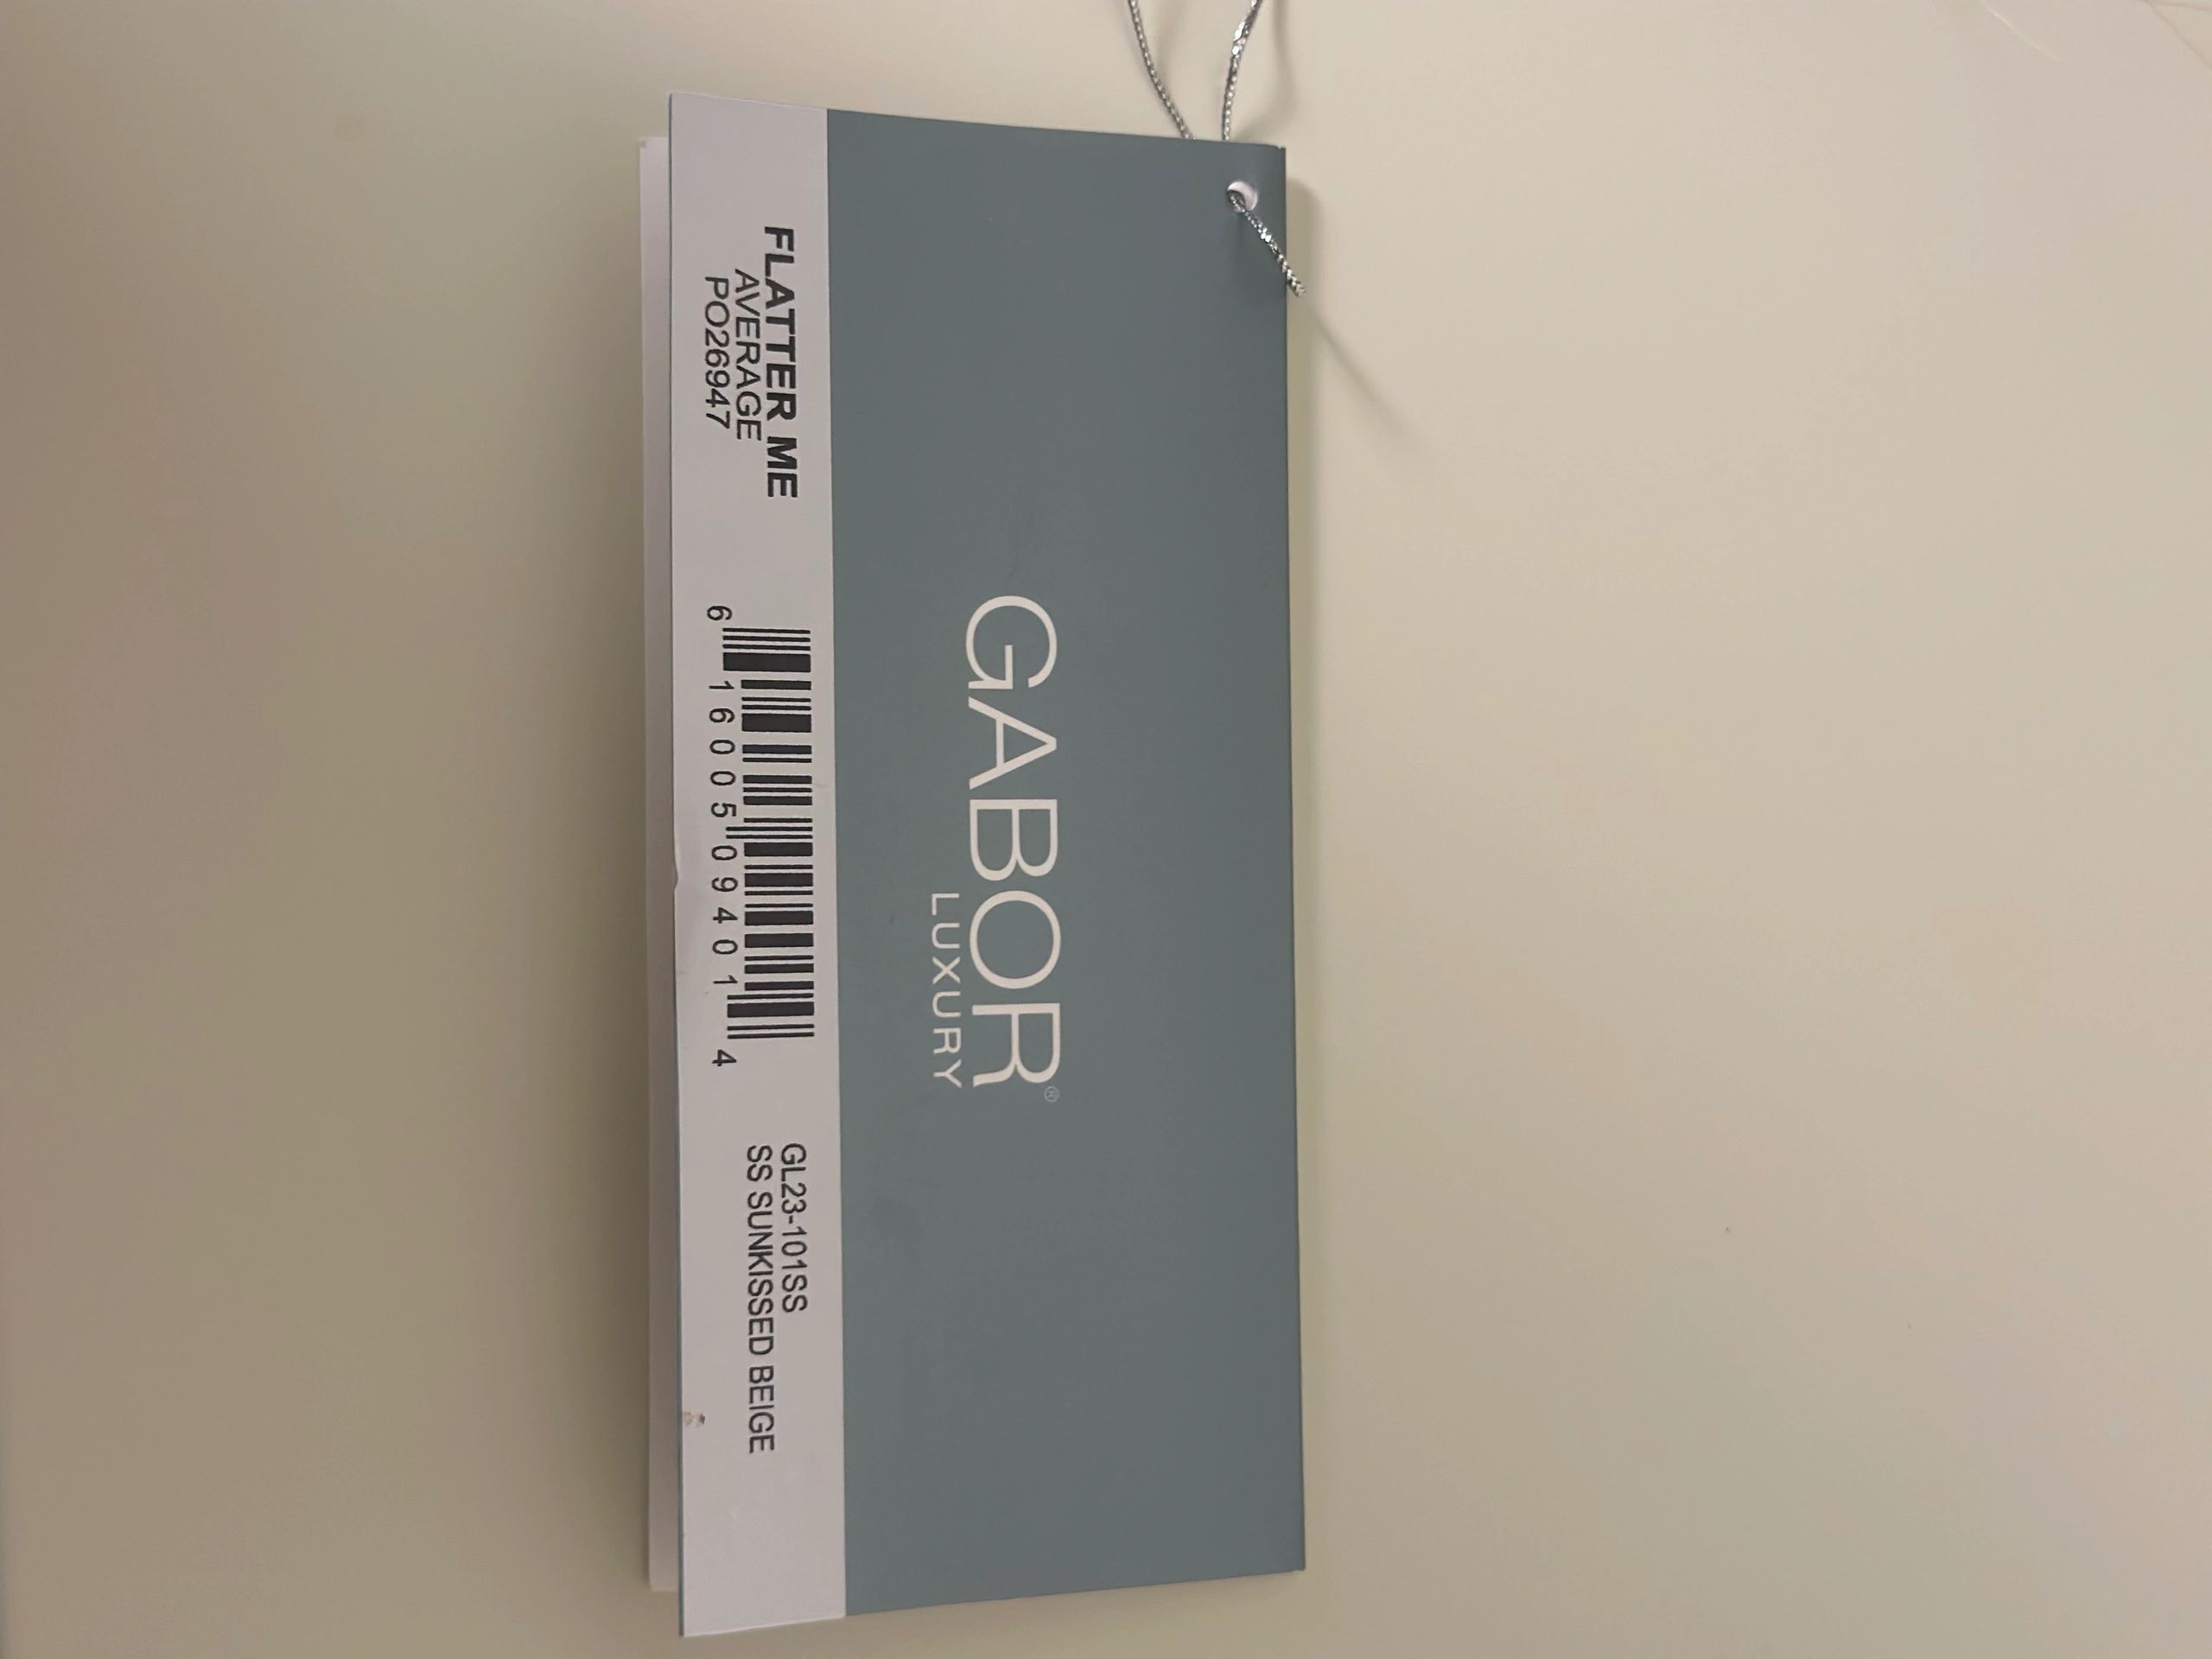 GABOR®
LUXURY
FLATTER ME
AVERAGE
PO26947
6 16005 09401 4
GL23-101SS
SS SUNKISSED BEIGE